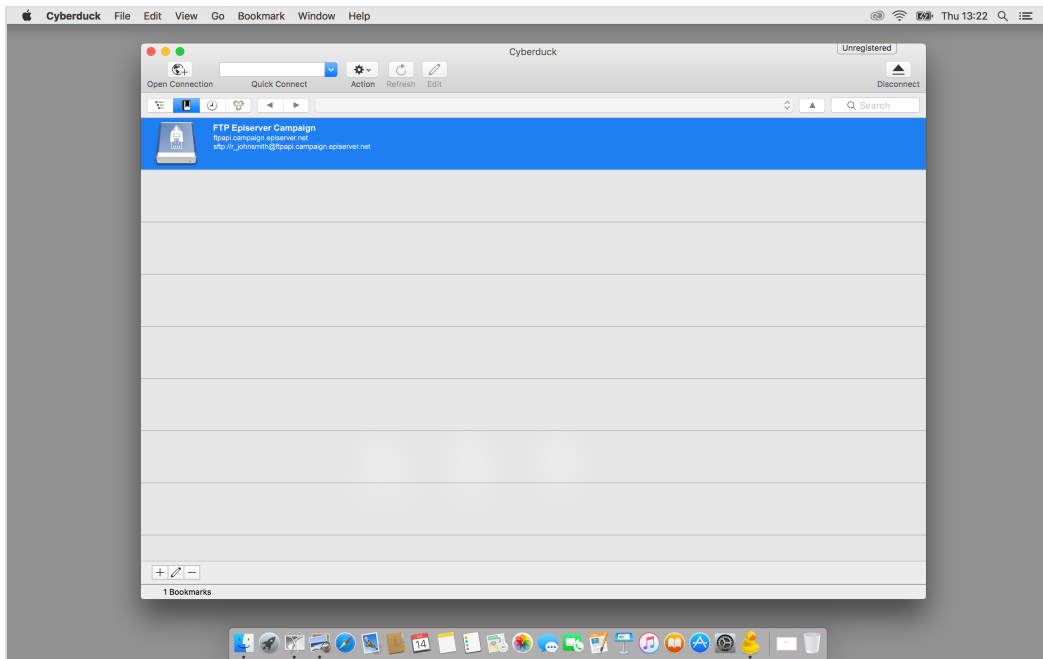 Cyberduck File Edit View Go Bookmark Window Help Thu 13:22
Cyberduck
Unregistered
Open Connection Quick Connect Action Refresh Edit Disconnect
Search
FTP Episerver Campaign
ftpapi.campaign.episerver.net
sftp://r_johnsmith@ftpapi.campaign.episerver.net
1 Bookmarks
14